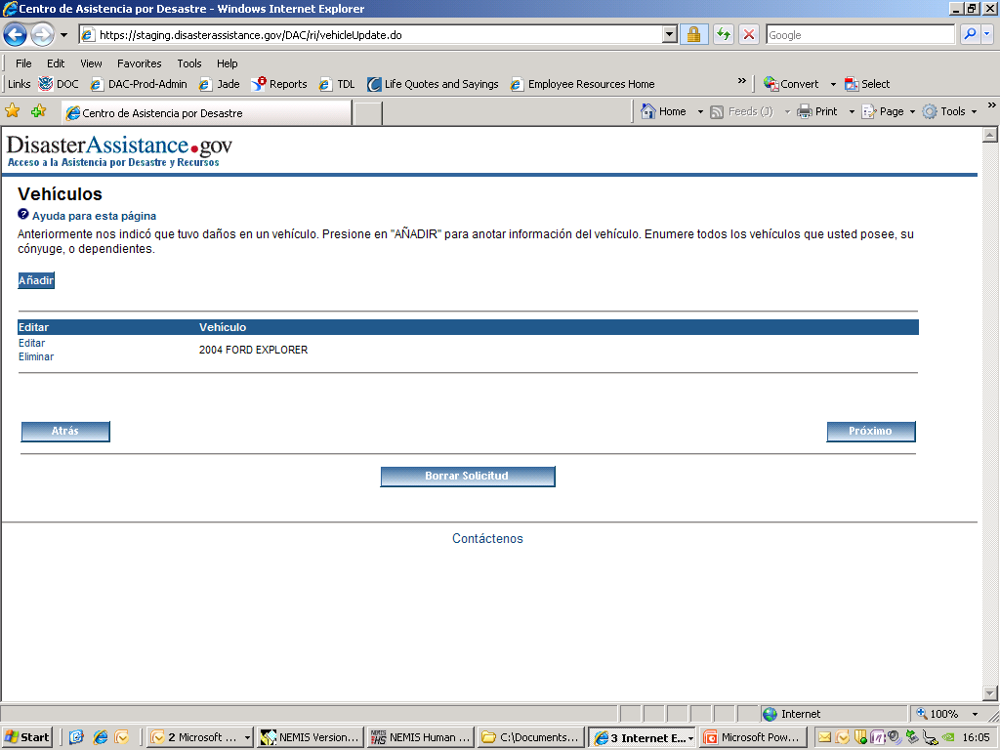 Centro de Asistencia por Desastre - Windows Internet Explorer
https://staging.disasterassistance.gov/DAC/ri/vehicleUpdate.do
Google
File Edit View Favorites Tools Help
Links DOC DAC-Prod-Admin Jade Reports TDL Life Quotes and Sayings Employee Resources Home » Convert Select
Centro de Asistencia por Desastre Home Feeds (J) Print Page Tools »
DisasterAssistance.gov
Acceso a la Asistencia por Desastre y Recursos
Vehículos
? Ayuda para esta página
Anteriormente nos indicó que tuvo daños en un vehículo. Presione en "AÑADIR" para anotar información del vehículo. Enumere todos los vehículos que usted posee, su
cónyuge, o dependientes.
Añadir
Editar Vehículo
Editar
2004 FORD EXPLORER
Eliminar
Atrás Próximo
Borrar Solicitud
Contáctenos
Internet 100%
Start 2 Microsoft ... NEMIS Version... NEMIS Human ... C:\Documents... 3 Internet E... Microsoft Pow... 16:05